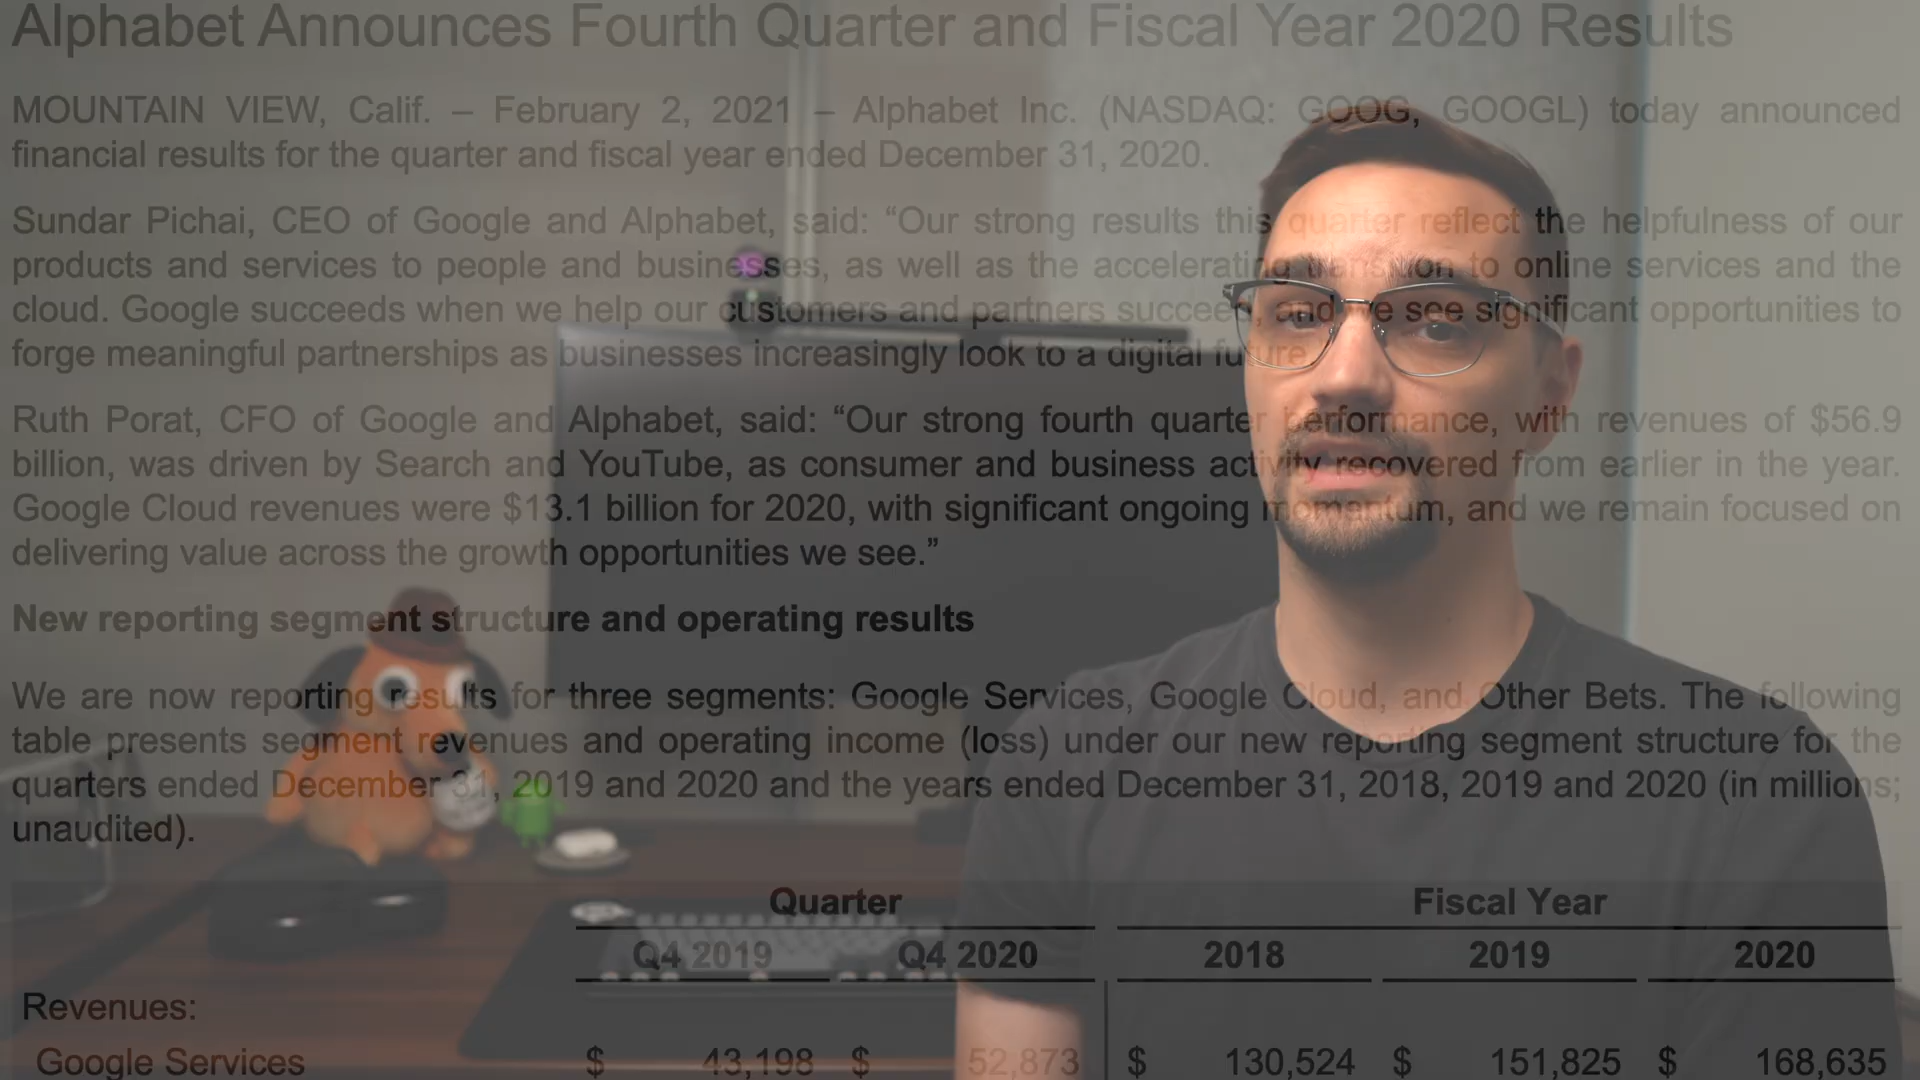 Alphabet Announces Fourth Quarter and Fiscal Year 2020 Results
MOUNTAIN VIEW, Calif. – February 2, 2021 – Alphabet Inc. (NASDAQ: GOOG, GOOGL) today announced
financial results for the quarter and fiscal year ended December 31, 2020.
Sundar Pichai, CEO of Google and Alphabet, said: “Our strong results this quarter reflect the helpfulness of our
products and services to people and businesses, as well as the accelerating transition to online services and the
cloud. Google succeeds when we help our customers and partners succeed and we see significant opportunities to
forge meaningful partnerships as businesses increasingly look to a digital future.
Ruth Porat, CFO of Google and Alphabet, said: “Our strong fourth quarter performance, with revenues of $56.9
billion, was driven by Search and YouTube, as consumer and business activity recovered from earlier in the year.
Google Cloud revenues were $13.1 billion for 2020, with significant ongoing momentum, and we remain focused on
delivering value across the growth opportunities we see.”
New reporting segment structure and operating results
We are now reporting results for three segments: Google Services, Google Cloud, and Other Bets. The following
table presents segment revenues and operating income (loss) under our new reporting segment structure for the
quarters ended December 31, 2019 and 2020 and the years ended December 31, 2018, 2019 and 2020 (in millions;
unaudited).
Quarter Fiscal Year
Q4 2019 Q4 2020 2018 2019 2020
Revenues:
Google Services $ 43,198 $ 52,873 $ 130,524 $ 151,825 $ 168,635